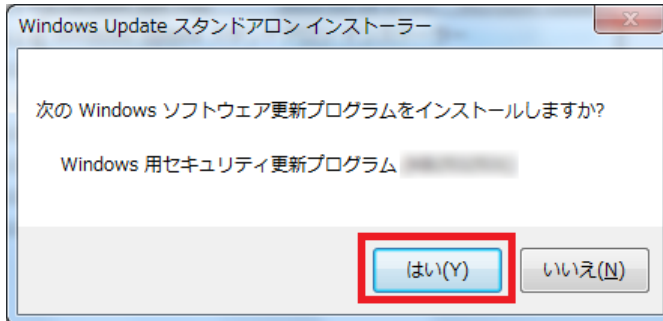 Windows Update スタンドアロン インストーラー
次の Windows ソフトウェア更新プログラムをインストールしますか?
Windows 用セキュリティ更新プログラム
はい(Y)
いいえ(N)